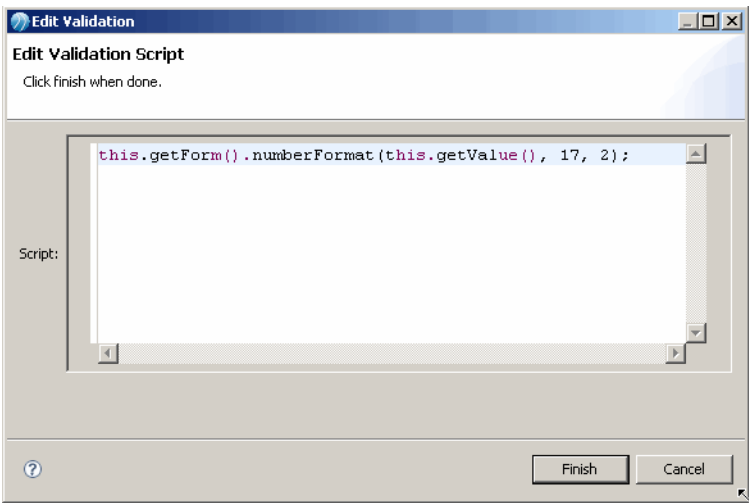 Edit Validation
Edit Validation Script
Click finish when done.
this.getForm().numberFormat(this.getValue(), 17, 2);
Script:
?
Finish
Cancel